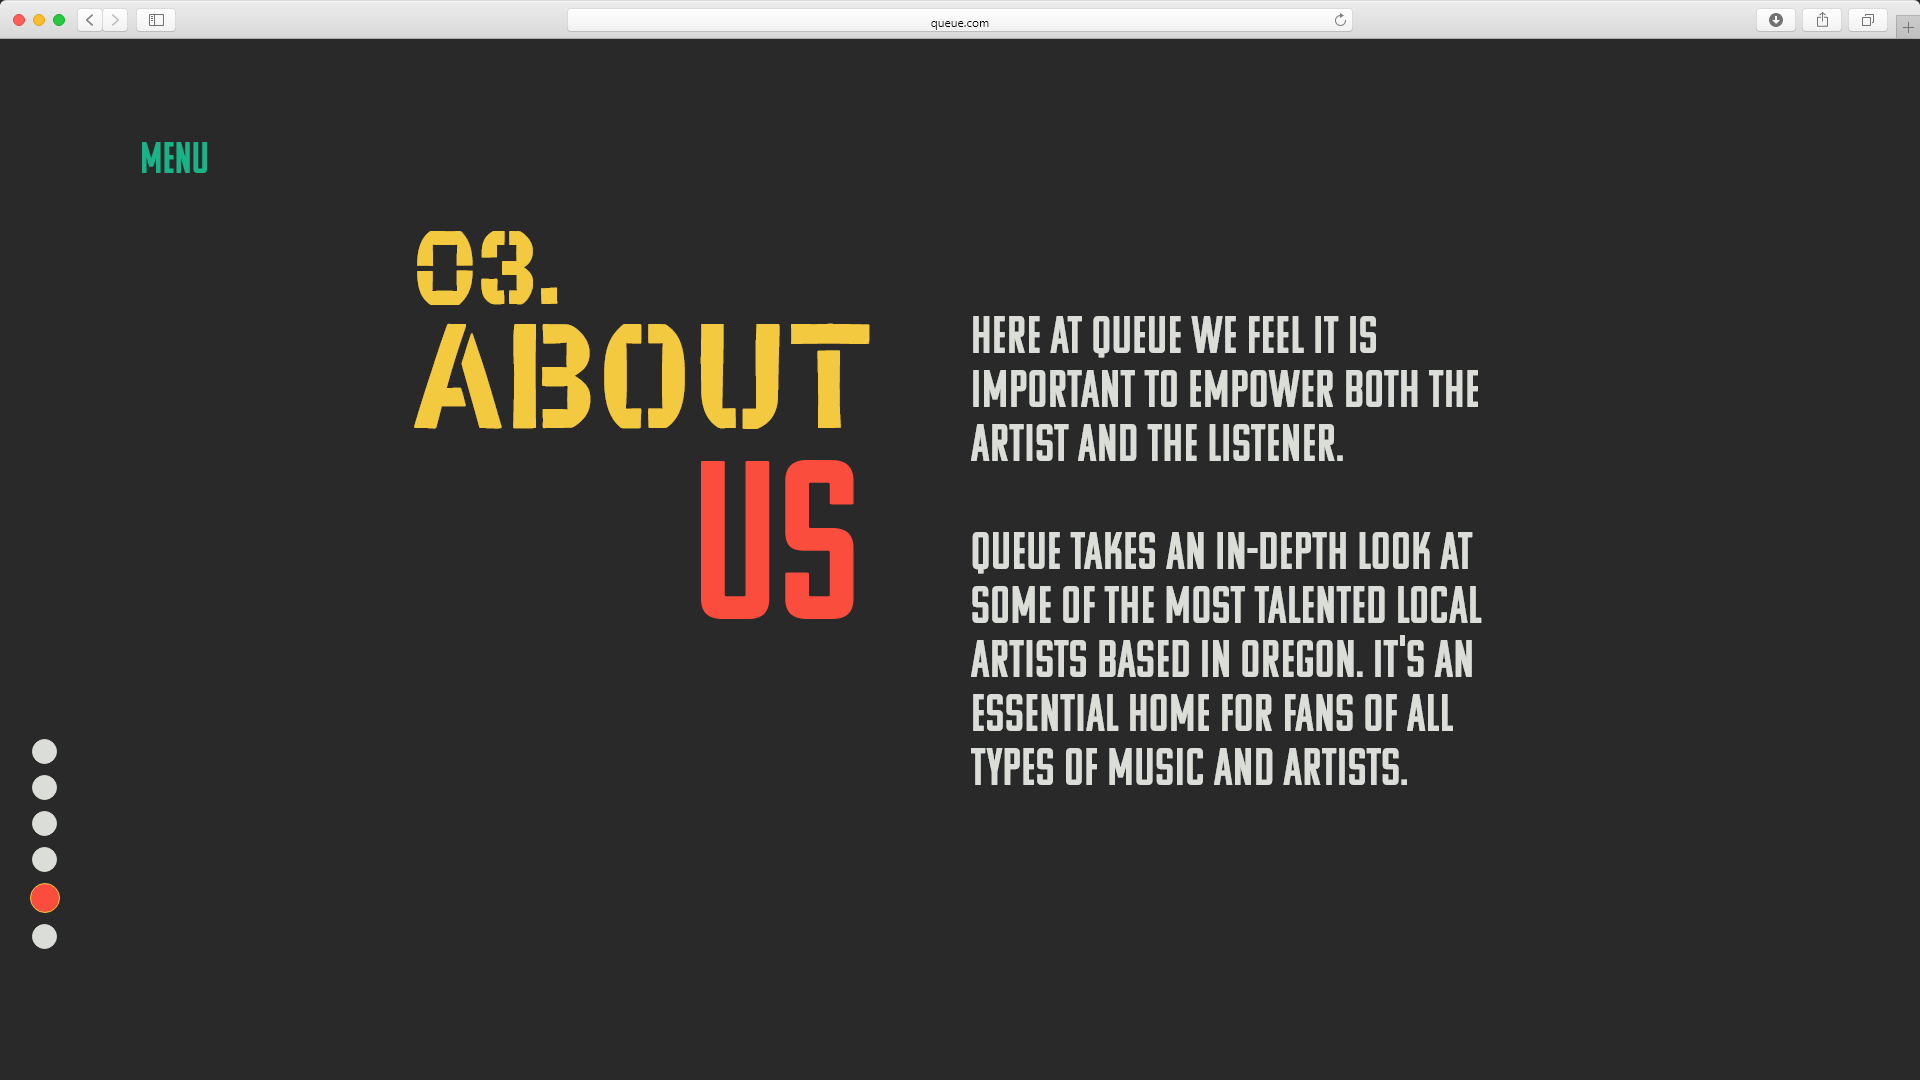 queue.com
MENU
03.
ABOUT
US
HERE AT QUEUE WE FEEL IT IS
IMPORTANT TO EMPOWER BOTH THE
ARTIST AND THE LISTENER.
QUEUE TAKES AN IN-DEPTH LOOK AT
SOME OF THE MOST TALENTED LOCAL
ARTISTS BASED IN OREGON. IT'S AN
ESSENTIAL HOME FOR FANS OF ALL
TYPES OF MUSIC AND ARTISTS.